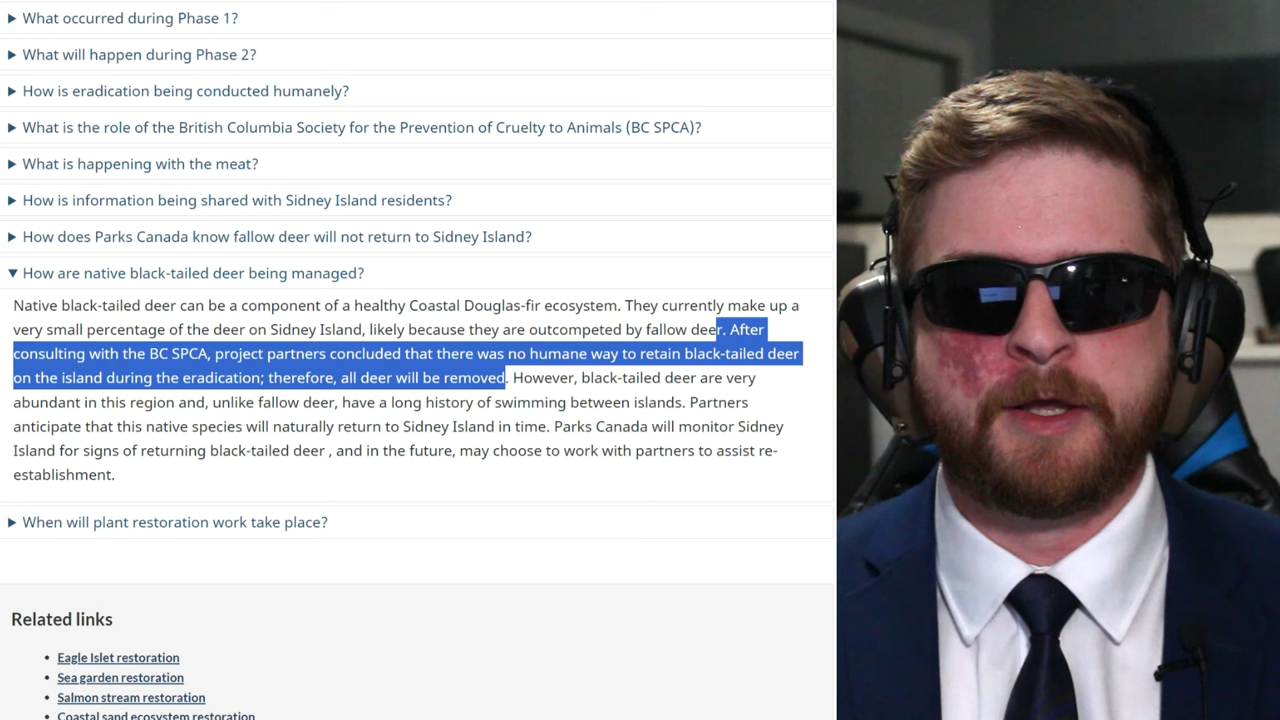 ▶ What occurred during Phase 1?
▶ What will happen during Phase 2?
▶ How is eradication being conducted humanely?
▶ What is the role of the British Columbia Society for the Prevention of Cruelty to Animals (BC SPCA)?
▶ What is happening with the meat?
▶ How is information being shared with Sidney Island residents?
▶ How does Parks Canada know fallow deer will not return to Sidney Island?
▼ How are native black-tailed deer being managed?
Native black-tailed deer can be a component of a healthy Coastal Douglas-fir ecosystem. They currently make up a
very small percentage of the deer on Sidney Island, likely because they are outcompeted by fallow deer. After
consulting with the BC SPCA, project partners concluded that there was no humane way to retain black-tailed deer
on the island during the eradication; therefore, all deer will be removed. However, black-tailed deer are very
abundant in this region and, unlike fallow deer, have a long history of swimming between islands. Partners
anticipate that this native species will naturally return to Sidney Island in time. Parks Canada will monitor Sidney
Island for signs of returning black-tailed deer , and in the future, may choose to work with partners to assist re-
establishment.
▶ When will plant restoration work take place?
Related links
• Eagle Islet restoration
• Sea garden restoration
• Salmon stream restoration
• Coastal sand ecosystem restoration